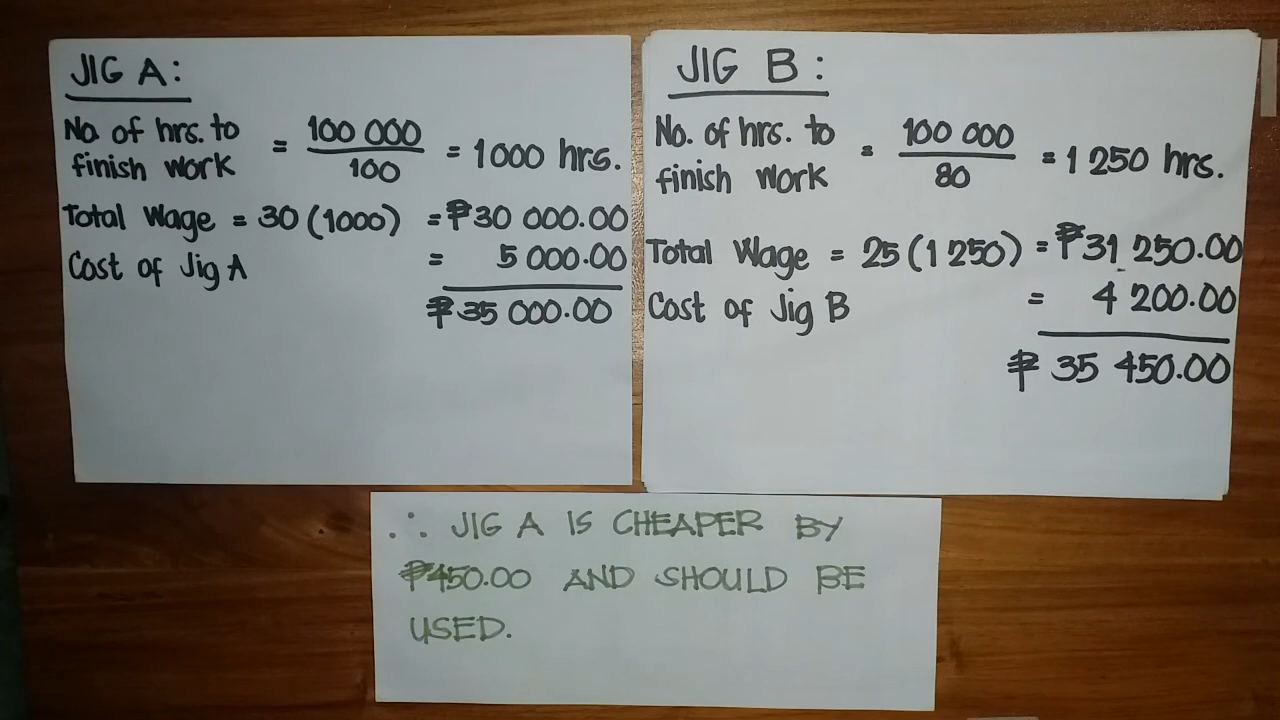 JIG A:
No. of hrs. to finish work = 100 000 / 100 = 1000 hrs.
Total Wage = 30 (1000) = ₱30 000.00
Cost of Jig A = 5 000.00
₱35 000.00
JIG B:
No. of hrs. to finish work = 100 000 / 80 = 1 250 hrs.
Total Wage = 25 (1 250) = ₱31 250.00
Cost of Jig B = 4 200.00
₱ 35 450.00
∴ JIG A IS CHEAPER BY
₱450.00 AND SHOULD BE
USED.